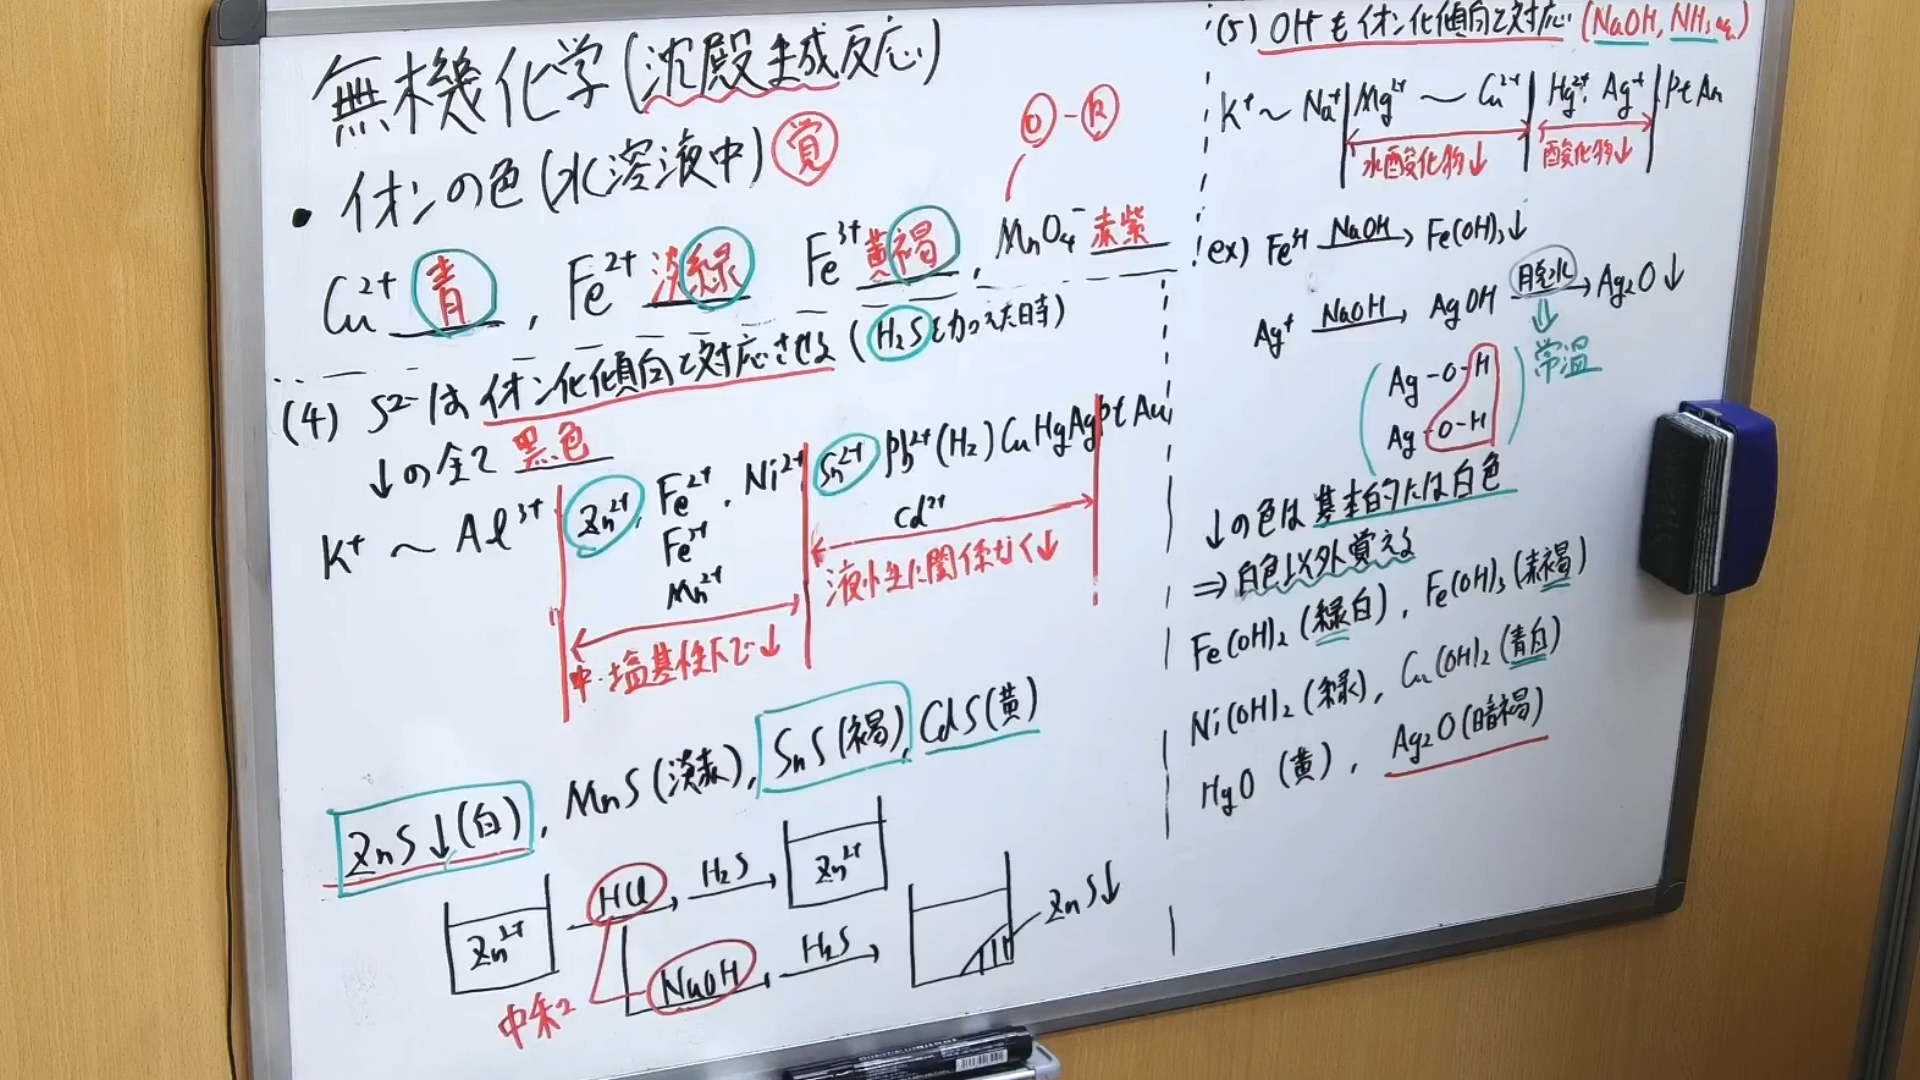 無機化学(沈殿生成反応)
・イオンの色(水溶液中) 覚
O-R
Cu²⁺ 青, Fe²⁺ 淡緑 Fe³⁺ 黄褐, MnO₄⁻ 赤紫
(4) S²⁻は イオン化傾向と対応させる (H₂Sを加えた時)
↓の全て 黒色
K⁺ ~ Al³⁺ Zn²⁺, Fe²⁺, Ni²⁺ Sn²⁺ Pb²⁺(H₂) Cu Hg Ag Pt Au
Fe³⁺ Cd²⁺
Mn²⁺
中・塩基性下で↓ 液性に関係なく↓
ZnS↓(白), MnS(淡赤), SnS(褐), CdS(黄)
Zn²⁺ HCl H₂S Zn²⁺
NaOH H₂S ZnS↓
中和
(5) OH⁻もイオン化傾向と対応 (NaOH, NH₃aq)
K⁺ ~ Na⁺ Mg²⁺ ~ Cu²⁺ Hg²⁺ Ag⁺ Pt Au
水酸化物↓ 酸化物↓
ex) Fe³⁺ NaOH→ Fe(OH)₃↓
Ag⁺ NaOH→ AgOH 脱水→ Ag₂O↓
常温
Ag-O-H
Ag-O-H
↓の色は基本的には白色
⇒白色以外覚える
Fe(OH)₂ (緑白), Fe(OH)₃ (赤褐)
Ni(OH)₂ (緑), Cu(OH)₂ (青白)
HgO (黄), Ag₂O (暗褐)